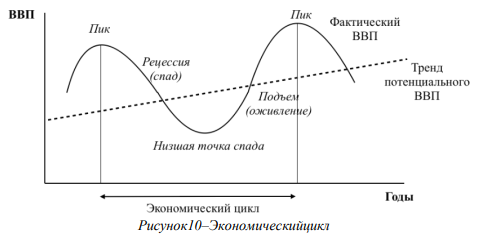 ВВП
Пик
Пик
Фактический
ВВП
Рецессия
(спад)
Тренд
потенциального
ВВП
Подъем
(оживление)
Низшая точка спада
Годы
Экономический цикл
Рисунок10–Экономическийцикл